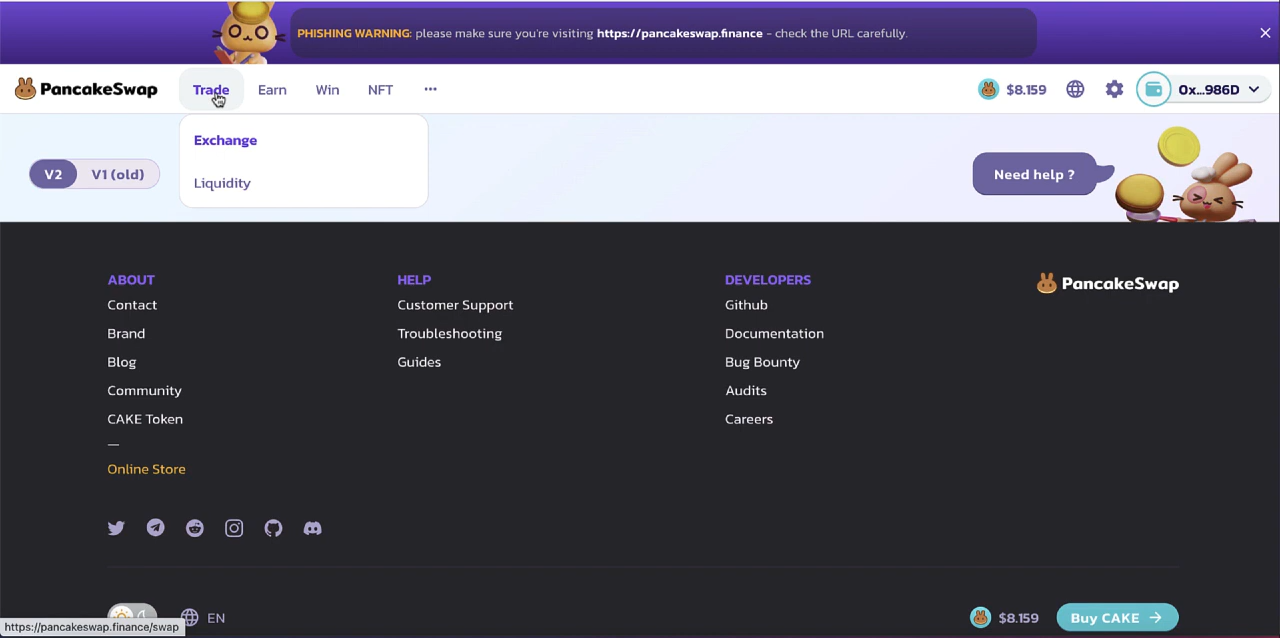 PHISHING WARNING: please make sure you're visiting https://pancakeswap.finance - check the URL carefully.
PancakeSwap Trade Earn Win NFT ••• $8.159 0x...986D
Exchange
V2 V1 (old) Liquidity Need help ?
ABOUT HELP DEVELOPERS PancakeSwap
Contact Customer Support Github
Brand Troubleshooting Documentation
Blog Guides Bug Bounty
Community Audits
CAKE Token Careers
—
Online Store
EN $8.159 Buy CAKE →
https://pancakeswap.finance/swap